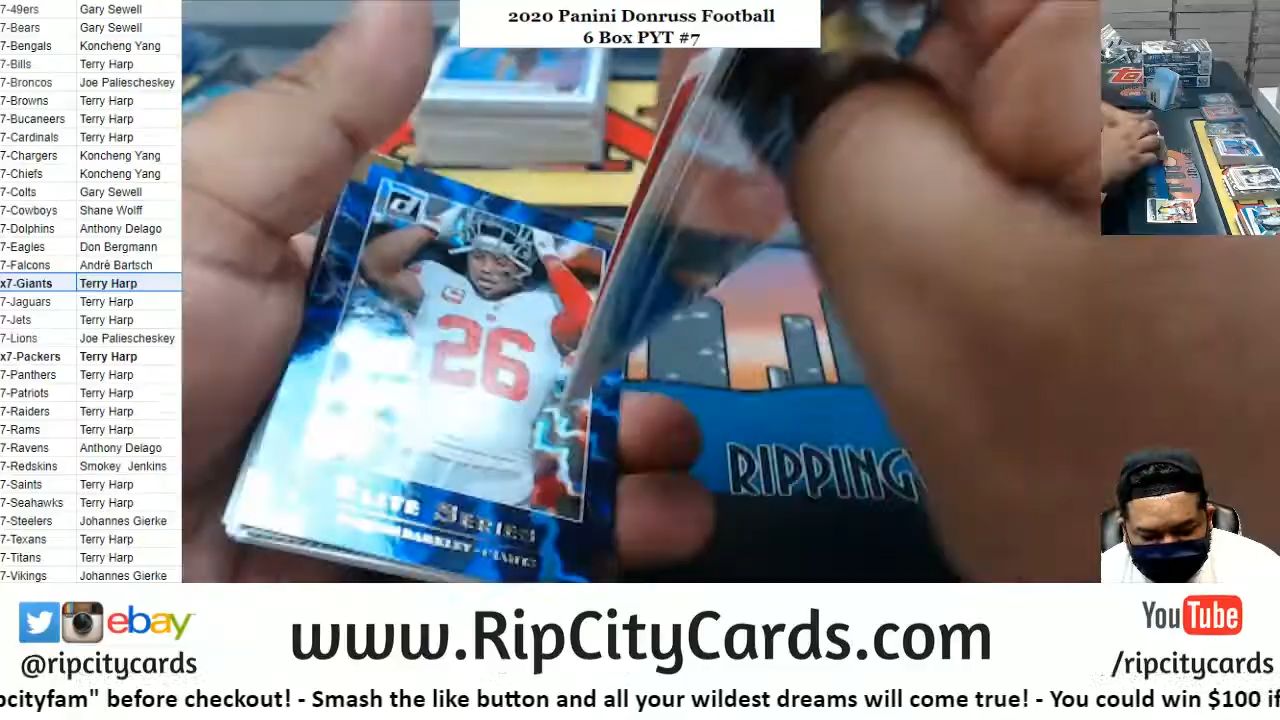 7-49ers Gary Sewell
7-Bears Gary Sewell
7-Bengals Koncheng Yang
7-Bills Terry Harp
7-Broncos Joe Paliescheskey
7-Browns Terry Harp
7-Bucaneers Terry Harp
7-Cardinals Terry Harp
7-Chargers Koncheng Yang
7-Chiefs Koncheng Yang
7-Colts Gary Sewell
7-Cowboys Shane Wolff
7-Dolphins Anthony Delago
7-Eagles Don Bergmann
7-Falcons Andrè Bartsch
x7-Giants Terry Harp
7-Jaguars Terry Harp
7-Jets Terry Harp
7-Lions Joe Paliescheskey
x7-Packers Terry Harp
7-Panthers Terry Harp
7-Patriots Terry Harp
7-Raiders Terry Harp
7-Rams Terry Harp
7-Ravens Anthony Delago
7-Redskins Smokey Jenkins
7-Saints Terry Harp
7-Seahawks Terry Harp
7-Steelers Johannes Gierke
7-Texans Terry Harp
7-Titans Terry Harp
7-Vikings Johannes Gierke
2020 Panini Donruss Football
6 Box PYT #7
26
Elite Series
Barkley - Giants
RIPPING
ebay
@ripcitycards
www.RipCityCards.com
YouTube
/ripcitycards
pcityfam" before checkout! - Smash the like button and all your wildest dreams will come true! - You could win $100 if